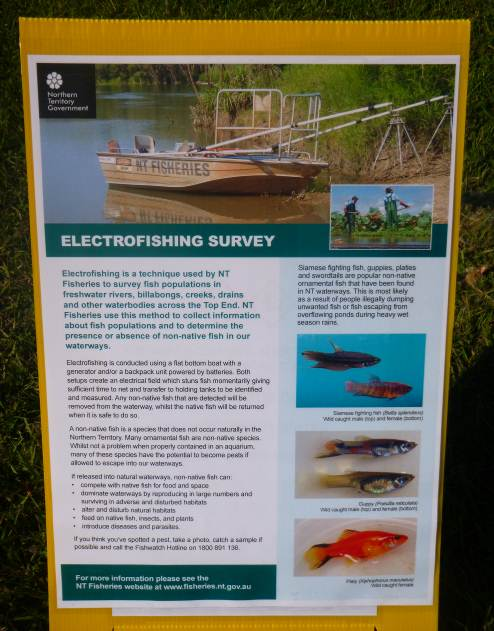 Northern
Territory
Government
NT FISHERIES
ELECTROFISHING SURVEY
Electrofishing is a technique used by NT
Fisheries to survey fish populations in
freshwater rivers, billabongs, creeks, drains
and other waterbodies across the Top End. NT
Fisheries use this method to collect information
about fish populations and to determine the
presence or absence of non-native fish in our
waterways.
Electrofishing is conducted using a flat bottom boat with a
generator and/or a backpack unit powered by batteries. Both
setups create an electrical field which stuns fish momentarily giving
sufficient time to net and transfer to holding tanks to be identified
and measured. Any non-native fish that are detected will be
removed from the waterway, whilst the native fish will be returned
when it is safe to do so.
A non-native fish is a species that does not occur naturally in the
Northern Territory. Many ornamental fish are non-native species.
Whilst not a problem when properly contained in an aquarium,
many of these species have the potential to become pests if
allowed to escape into our waterways.
If released into natural waterways, non-native fish can:
• compete with native fish for food and space
• dominate waterways by reproducing in large numbers and
surviving in adverse and disturbed habitats
• alter and disturb natural habitats
• feed on native fish, insects, and plants
• introduce diseases and parasites.
If you think you've spotted a pest, take a photo, catch a sample if
possible and call the Fishwatch Hotline on 1800 891 136.
For more information please see the
NT Fisheries website at www.fisheries.nt.gov.au
Siamese fighting fish, guppies, platies
and swordtails are popular non-native
ornamental fish that have been found
in NT waterways. This is most likely
as a result of people illegally dumping
unwanted fish or fish escaping from
overflowing ponds during heavy wet
season rains.
Siamese fighting fish (Betta splendens)
Wild caught male (top) and female (bottom)
Guppy (Poecilia reticulata)
Wild caught male (top) and female (bottom)
Platy (Xiphophorus maculatus)
Wild caught female